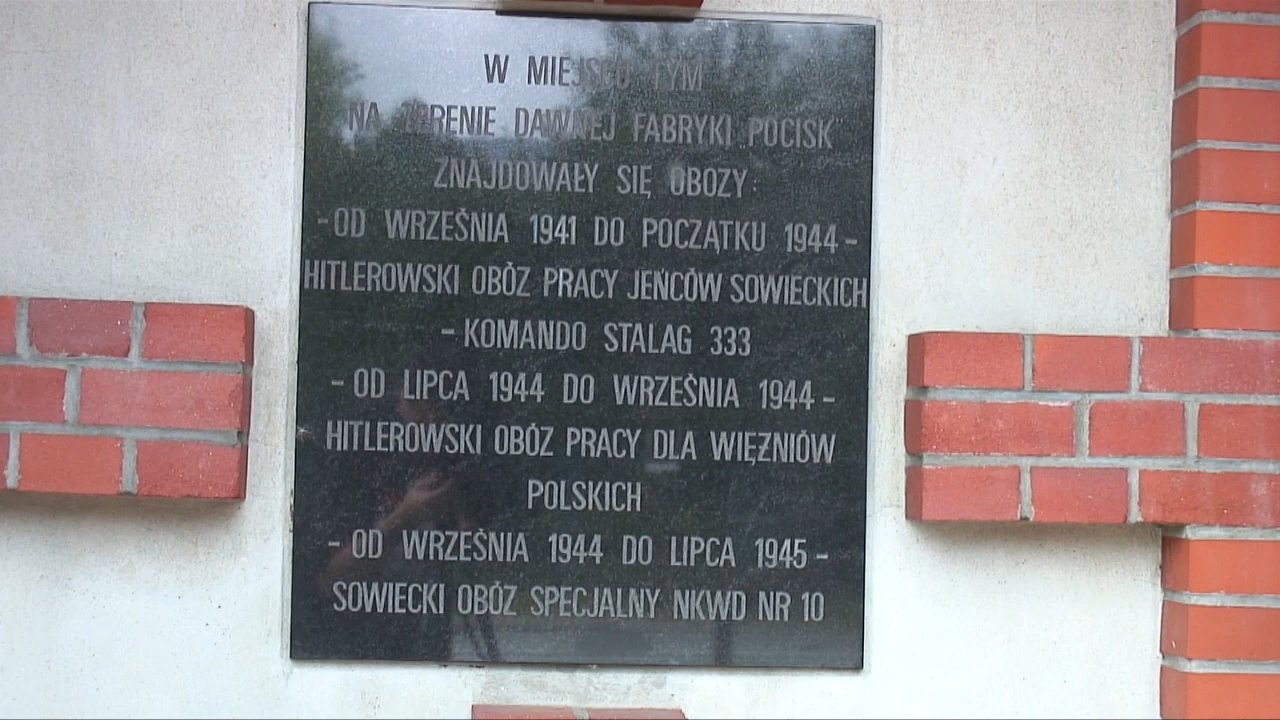 W MIEJSCU TYM
NA TERENIE DAWNEJ FABRYKI „POCISK”
ZNAJDOWAŁY SIĘ OBOZY:
- OD WRZEŚNIA 1941 DO POCZĄTKU 1944 -
HITLEROWSKI OBÓZ PRACY JEŃCÓW SOWIECKICH
- KOMANDO STALAG 333
- OD LIPCA 1944 DO WRZEŚNIA 1944 -
HITLEROWSKI OBÓZ PRACY DLA WIĘŹNIÓW
POLSKICH
- OD WRZEŚNIA 1944 DO LIPCA 1945 -
SOWIECKI OBÓZ SPECJALNY NKWD NR 10